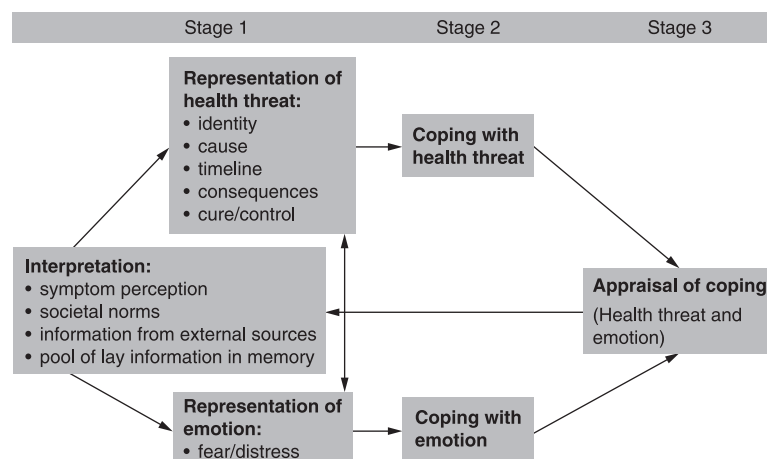 Stage 1
Stage 2
Stage 3
Representation of
health threat:
• identity
• cause
• timeline
• consequences
• cure/control
Coping with
health threat
Interpretation:
• symptom perception
• societal norms
• information from external sources
• pool of lay information in memory
Appraisal of coping
(Health threat and
emotion)
Representation of
emotion:
• fear/distress
Coping with
emotion